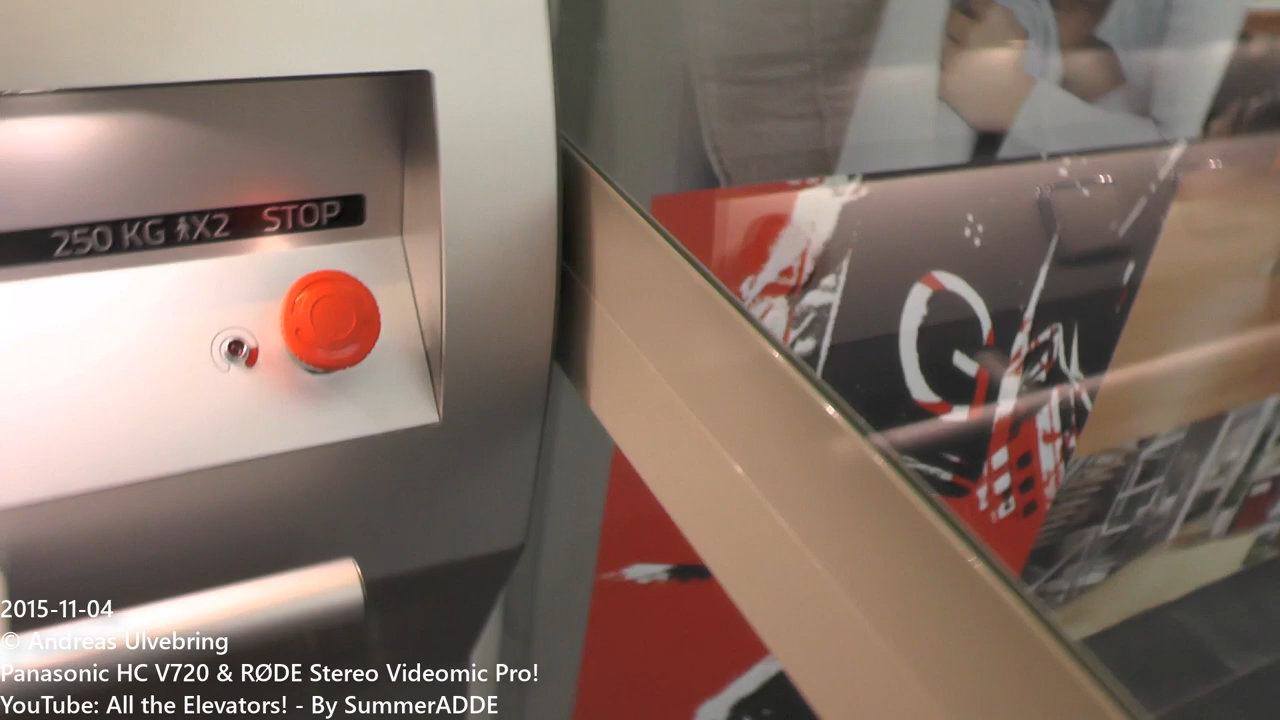 250 KG X2 STOP
2015-11-04
© Andreas Ulvebring
Panasonic HC V720 & RØDE Stereo Videomic Pro!
YouTube: All the Elevators! - By SummerADDE